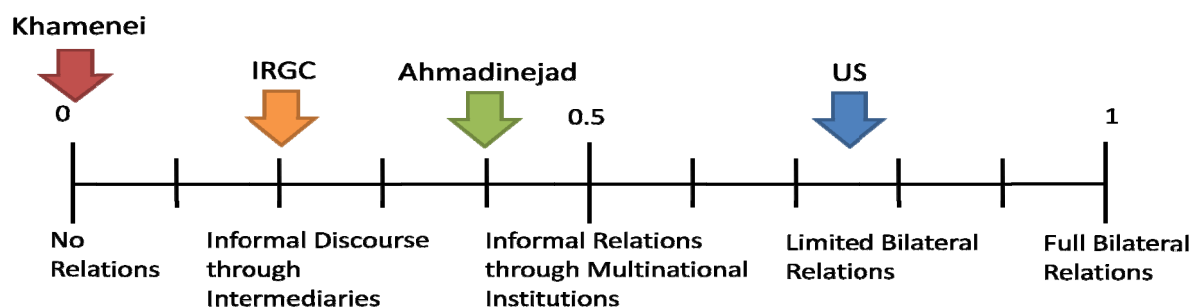 Khamenei
IRGC
Ahmadinejad
US
0
0.5
1
No
Relations
Informal Discourse
through
Intermediaries
Informal Relations
through Multinational
Institutions
Limited Bilateral
Relations
Full Bilateral
Relations